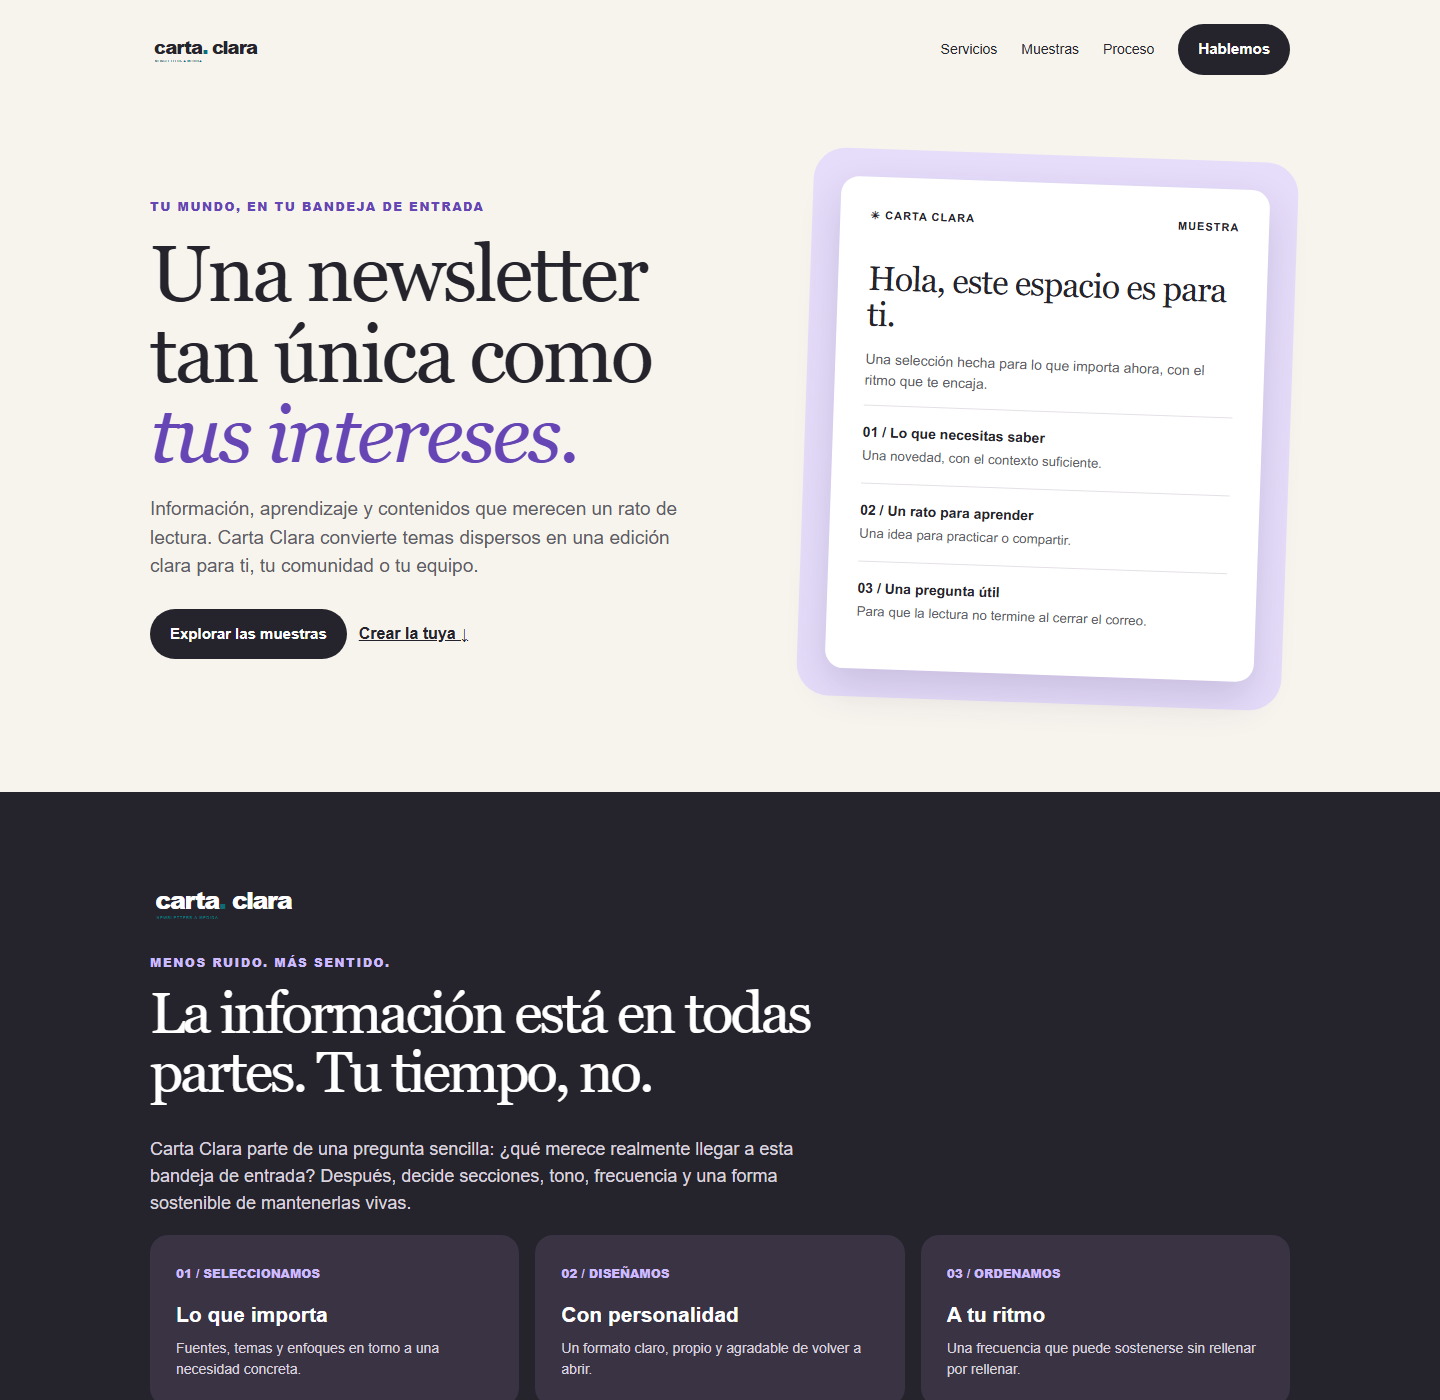 carta. clara
Servicios
Muestras
Proceso
Hablemos
TU MUNDO, EN TU BANDEJA DE ENTRADA
Una newsletter
tan única como
tus intereses.
Información, aprendizaje y contenidos que merecen un rato de
lectura. Carta Clara convierte temas dispersos en una edición
clara para ti, tu comunidad o tu equipo.
Explorar las muestras
Crear la tuya ↓
✳ CARTA CLARA
MUESTRA
Hola, este espacio es para
ti.
Una selección hecha para lo que importa ahora, con el
ritmo que te encaja.
01 / Lo que necesitas saber
Una novedad, con el contexto suficiente.
02 / Un rato para aprender
Una idea para practicar o compartir.
03 / Una pregunta útil
Para que la lectura no termine al cerrar el correo.
carta. clara
MENOS RUIDO. MÁS SENTIDO.
La información está en todas
partes. Tu tiempo, no.
Carta Clara parte de una pregunta sencilla: ¿qué merece realmente llegar a esta
bandeja de entrada? Después, decide secciones, tono, frecuencia y una forma
sostenible de mantenerlas vivas.
01 / SELECCIONAMOS
Lo que importa
Fuentes, temas y enfoques en torno a una
necesidad concreta.
02 / DISEÑAMOS
Con personalidad
Un formato claro, propio y agradable de volver a
abrir.
03 / ORDENAMOS
A tu ritmo
Una frecuencia que puede sostenerse sin rellenar
por rellenar.